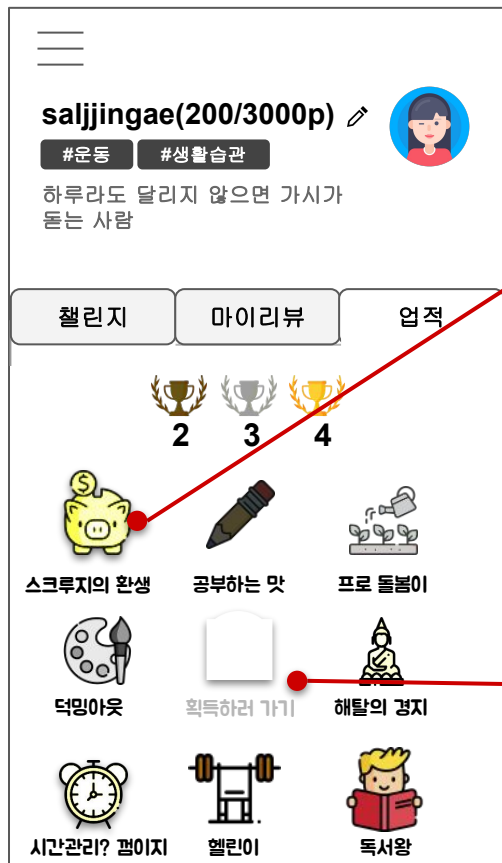 saljjingae(200/3000p)
#운동 #생활습관
하루라도 달리지 않으면 가시가
돋는 사람
챌린지 마이리뷰 업적
2 3 4
$
스크루지의 환생 공부하는 맛 프로 돌봄이
덕밍아웃 획득하러 가기 해탈의 경지
시간관리? 껌이지 헬린이 독서왕